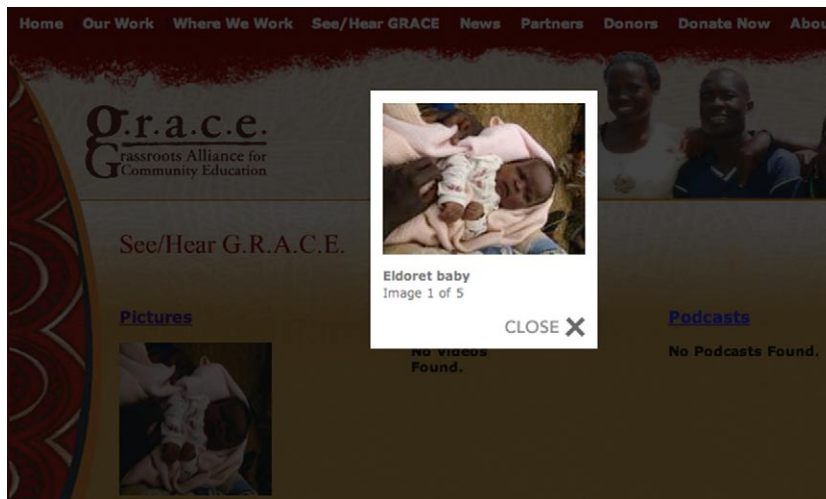 Home Our Work Where We Work See/Hear GRACE News Partners Donors Donate Now Abou
g.r.a.c.e.
Grassroots Alliance for
Community Education
See/Hear G.R.A.C.E.
Eldoret baby
Image 1 of 5
CLOSE X
Pictures
Podcasts
No Videos
Found.
No Podcasts Found.